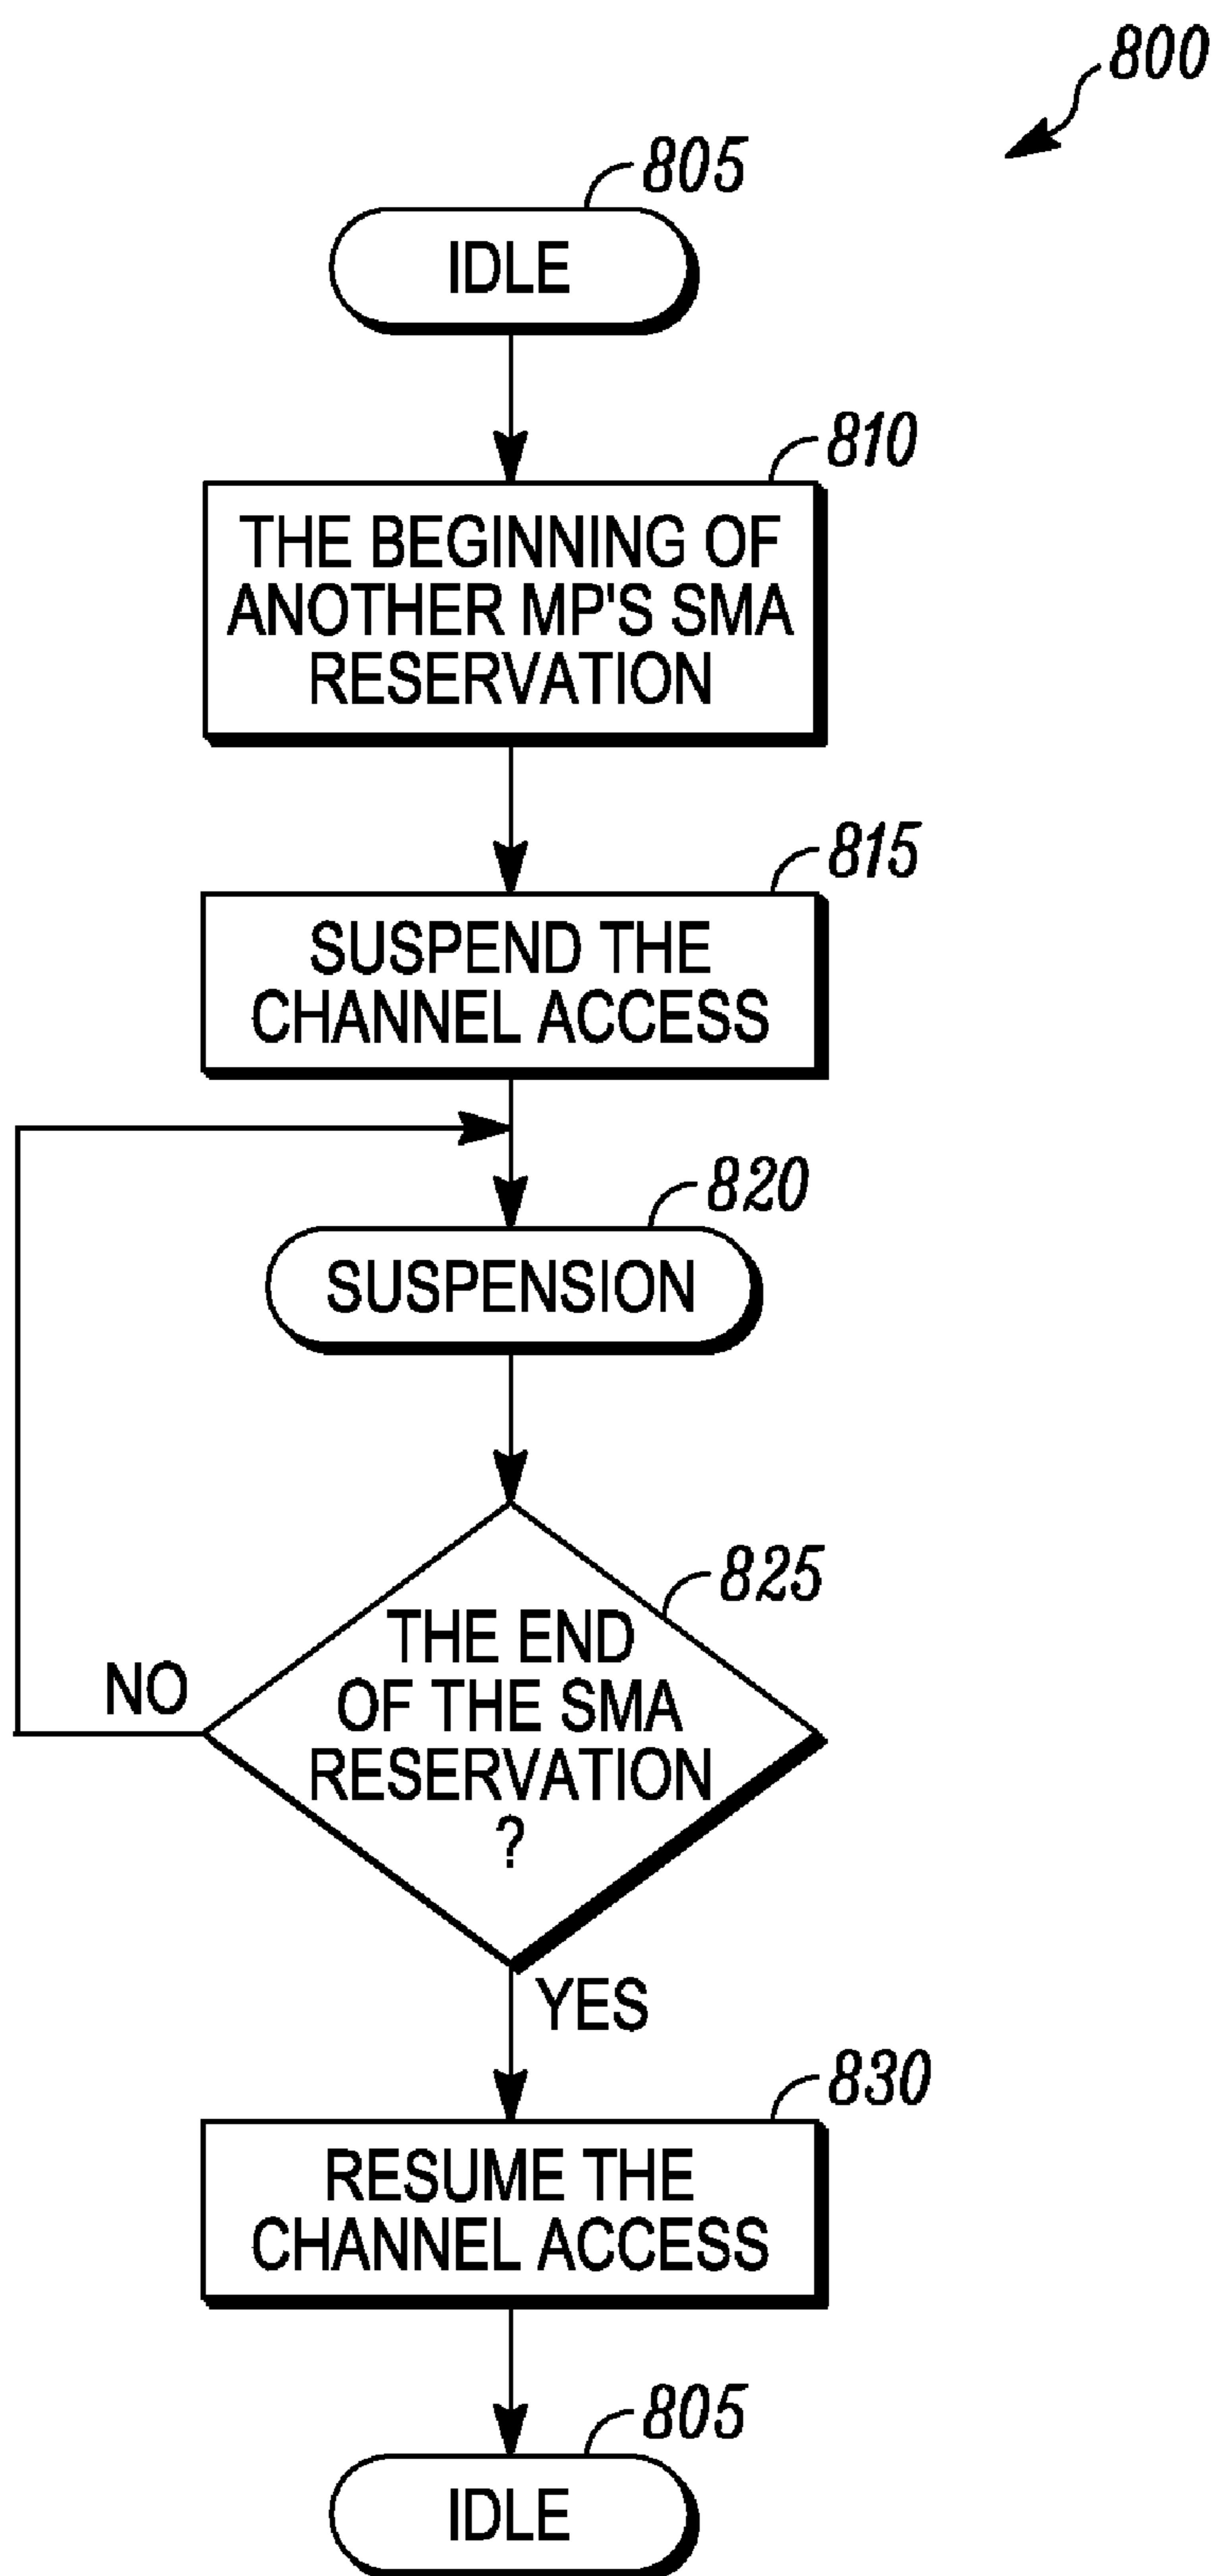 800
805
IDLE
810
THE BEGINNING OF
ANOTHER MP'S SMA
RESERVATION
815
SUSPEND THE
CHANNEL ACCESS
820
SUSPENSION
825
THE END
OF THE SMA
RESERVATION
?
NO
YES
830
RESUME THE
CHANNEL ACCESS
805
IDLE